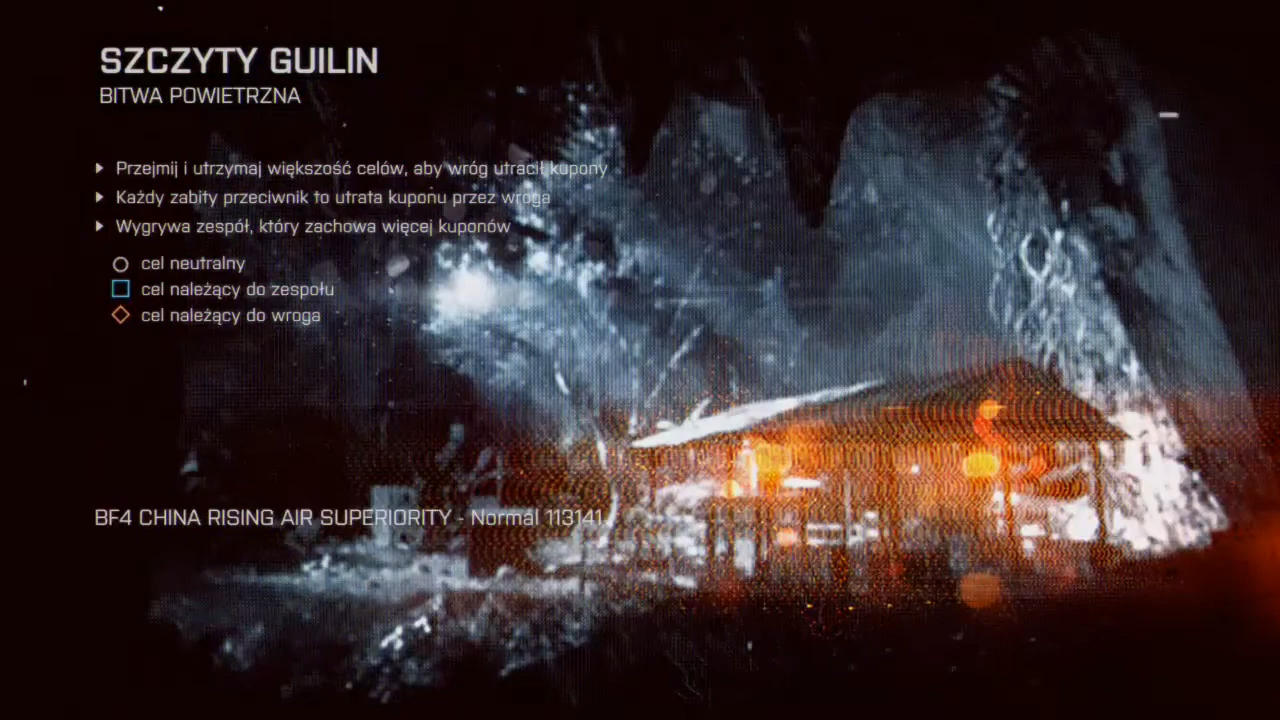 SZCZYTY GUILIN
BITWA POWIETRZNA
Przejmij i utrzymaj większość celów, aby wróg utracił kupony
Każdy zabity przeciwnik to utrata kuponu przez wroga
Wygrywa zespół, który zachowa więcej kuponów
cel neutralny
cel należący do zespołu
cel należący do wroga
BF4 CHINA RISING AIR SUPERIORITY - Normal 113141